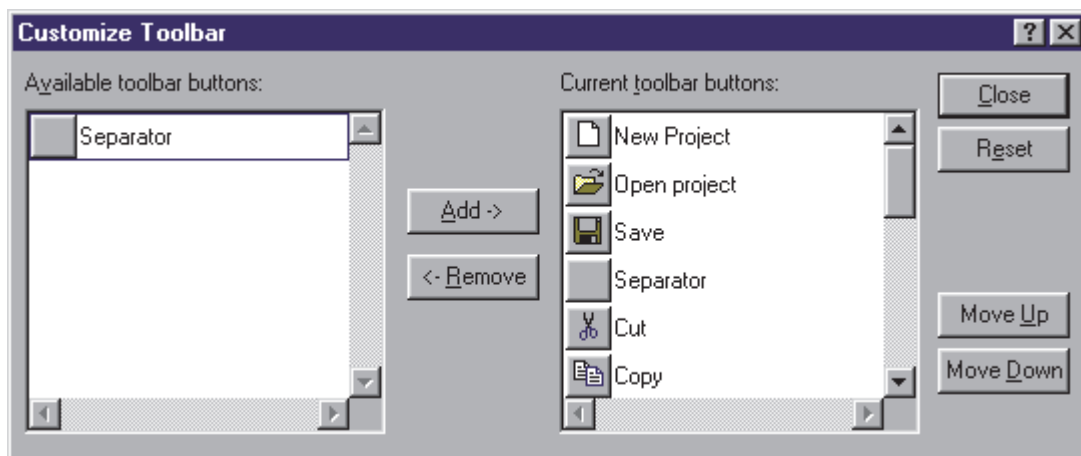 Customize Toolbar
Available toolbar buttons:
Separator
Add ->
<- Remove
Current toolbar buttons:
New Project
Open project
Save
Separator
Cut
Copy
Close
Reset
Move Up
Move Down